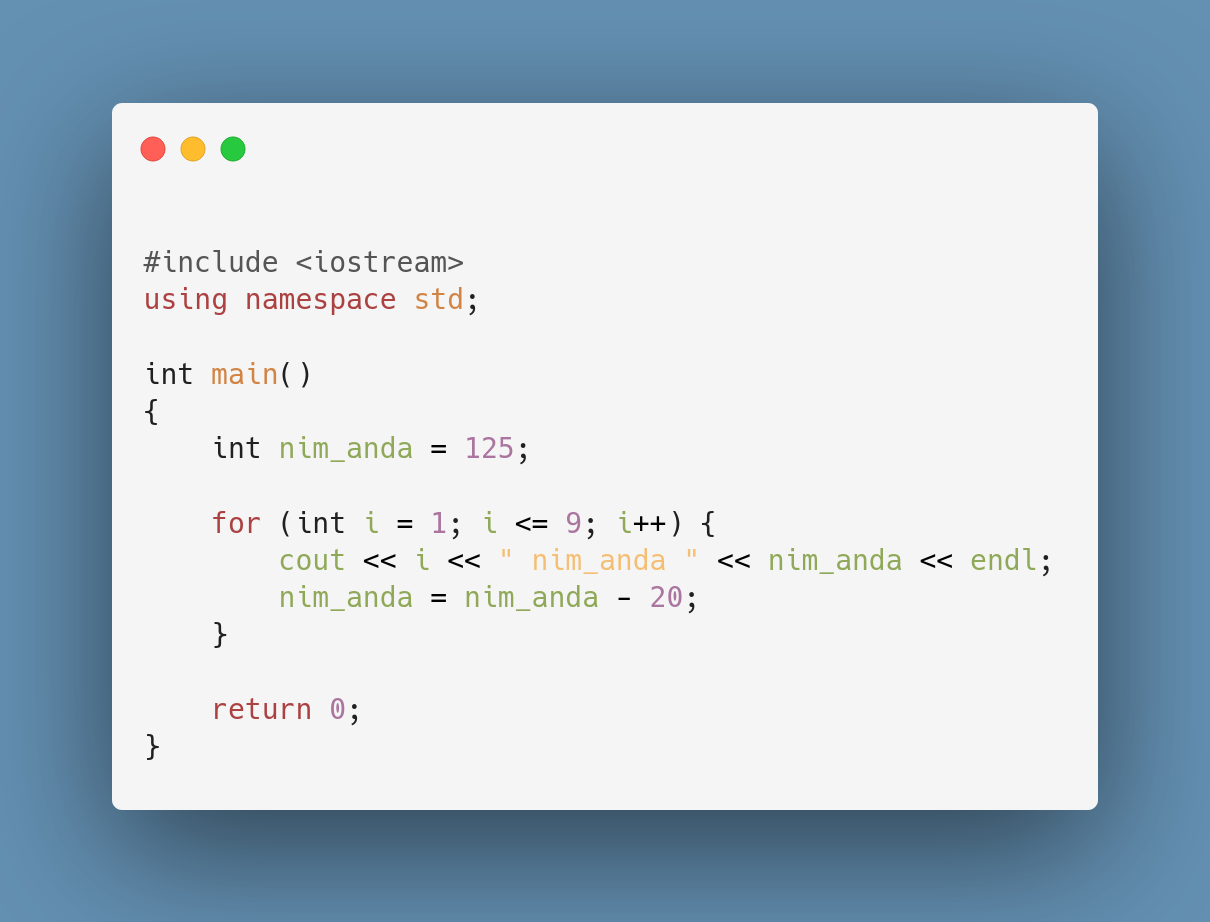 #include <iostream>
using namespace std;
int main()
{
    int nim_anda = 125;
    for (int i = 1; i <= 9; i++) {
        cout << i << " nim_anda " << nim_anda << endl;
        nim_anda = nim_anda - 20;
    }
    return 0;
}